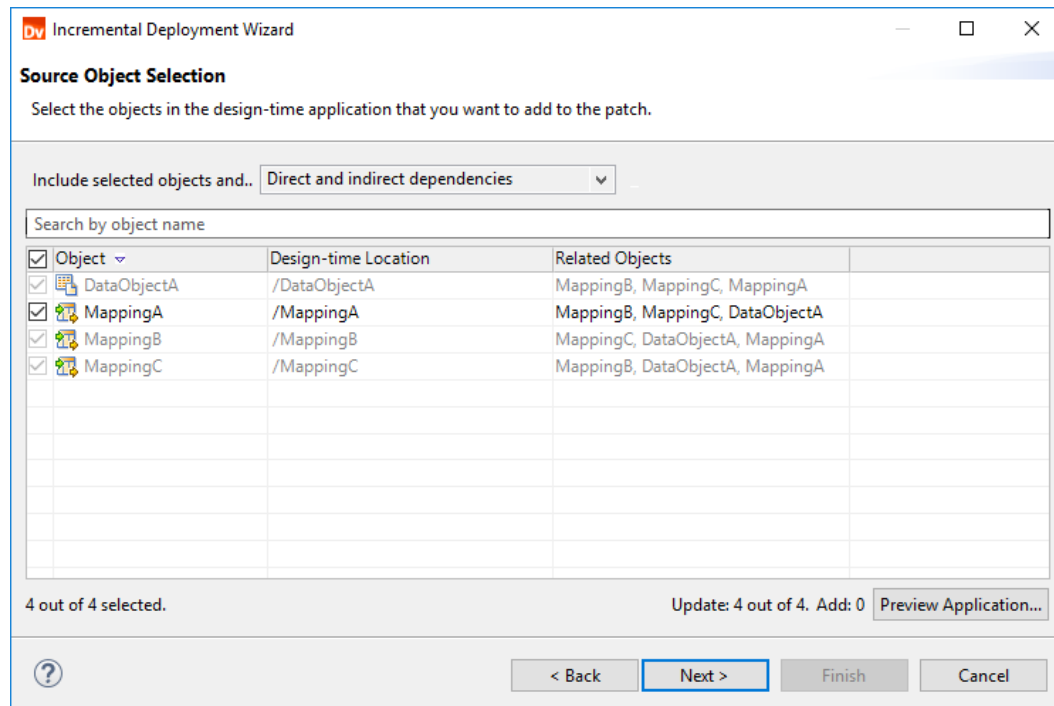 Dv Incremental Deployment Wizard
Source Object Selection
Select the objects in the design-time application that you want to add to the patch.
Include selected objects and.. Direct and indirect dependencies
Search by object name
Object Design-time Location Related Objects
DataObjectA /DataObjectA MappingB, MappingC, MappingA
MappingA /MappingA MappingB, MappingC, DataObjectA
MappingB /MappingB MappingC, DataObjectA, MappingA
MappingC /MappingC MappingB, DataObjectA, MappingA
4 out of 4 selected. Update: 4 out of 4. Add: 0 Preview Application...
? < Back Next > Finish Cancel